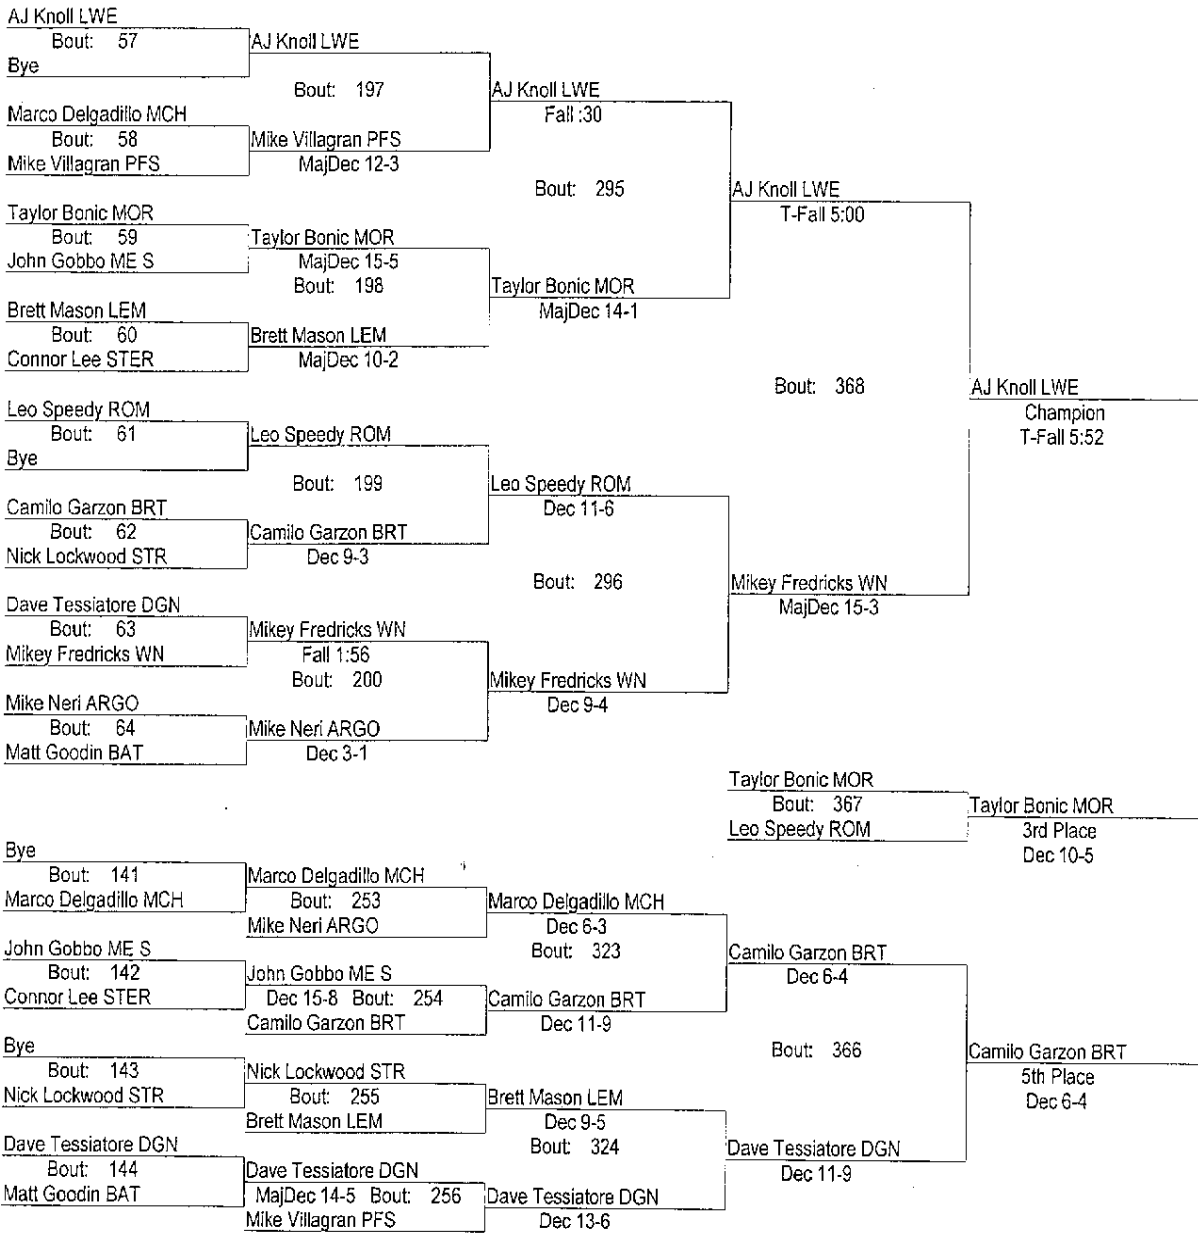 AJ Knoll LWE
Bout: 57
Bye
AJ Knoll LWE
Bout: 197
Marco Delgadillo MCH
Bout: 58
Mike Villagran PFS
Mike Villagran PFS
MajDec 12-3
AJ Knoll LWE
Fall :30
Bout: 295
Taylor Bonic MOR
Bout: 59
John Gobbo ME S
Taylor Bonic MOR
MajDec 15-5
Bout: 198
Brett Mason LEM
Bout: 60
Connor Lee STER
Brett Mason LEM
MajDec 10-2
Taylor Bonic MOR
MajDec 14-1
AJ Knoll LWE
T-Fall 5:00
Bout: 368
AJ Knoll LWE
Champion
T-Fall 5:52
Leo Speedy ROM
Bout: 61
Bye
Leo Speedy ROM
Bout: 199
Camilo Garzon BRT
Bout: 62
Nick Lockwood STR
Camilo Garzon BRT
Dec 9-3
Leo Speedy ROM
Dec 11-6
Bout: 296
Dave Tessiatore DGN
Bout: 63
Mikey Fredricks WN
Mikey Fredricks WN
Fall 1:56
Bout: 200
Mike Neri ARGO
Bout: 64
Matt Goodin BAT
Mike Neri ARGO
Dec 3-1
Mikey Fredricks WN
Dec 9-4
Mikey Fredricks WN
MajDec 15-3
Taylor Bonic MOR
Bout: 367
Leo Speedy ROM
Taylor Bonic MOR
3rd Place
Dec 10-5
Bye
Bout: 141
Marco Delgadillo MCH
Marco Delgadillo MCH
Bout: 253
Mike Neri ARGO
Marco Delgadillo MCH
Dec 6-3
Bout: 323
John Gobbo ME S
Bout: 142
Connor Lee STER
John Gobbo ME S
Dec 15-8 Bout: 254
Camilo Garzon BRT
Camilo Garzon BRT
Dec 11-9
Camilo Garzon BRT
Dec 6-4
Bout: 366
Camilo Garzon BRT
5th Place
Dec 6-4
Bye
Bout: 143
Nick Lockwood STR
Nick Lockwood STR
Bout: 255
Brett Mason LEM
Brett Mason LEM
Dec 9-5
Bout: 324
Dave Tessiatore DGN
Bout: 144
Matt Goodin BAT
Dave Tessiatore DGN
MajDec 14-5 Bout: 256
Mike Villagran PFS
Dave Tessiatore DGN
Dec 13-6
Dave Tessiatore DGN
Dec 11-9